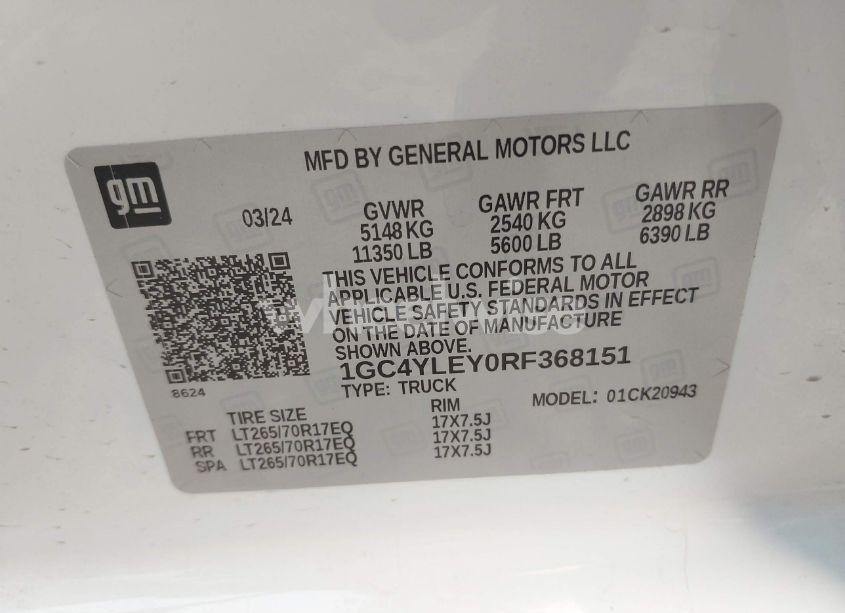 MFD BY GENERAL MOTORS LLC
gm
03/24
GVWR
5148 KG
11350 LB
GAWR FRT
2540 KG
5600 LB
GAWR RR
2898 KG
6390 LB
THIS VEHICLE CONFORMS TO ALL
APPLICABLE U.S. FEDERAL MOTOR
VEHICLE SAFETY STANDARDS IN EFFECT
ON THE DATE OF MANUFACTURE
SHOWN ABOVE.
1GC4YLEY0RF368151
TYPE: TRUCK
MODEL: 01CK20943
8624
TIRE SIZE RIM
FRT LT265/70R17EQ 17X7.5J
RR LT265/70R17EQ 17X7.5J
SPA LT265/70R17EQ 17X7.5J